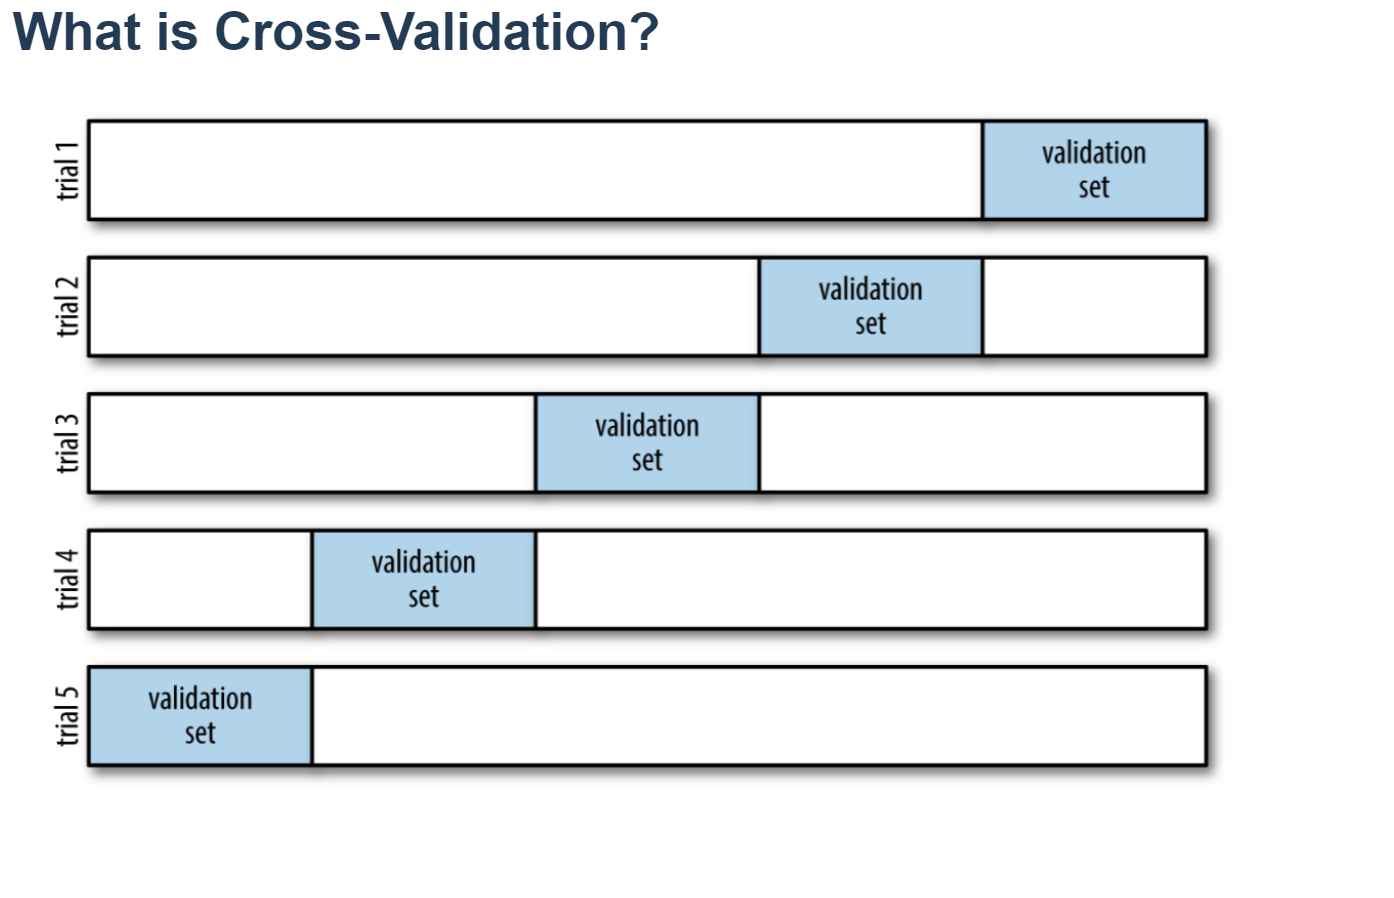 What is Cross-Validation?
trial 1
validation
set
trial 2
validation
set
trial 3
validation
set
trial 4
validation
set
trial 5
validation
set